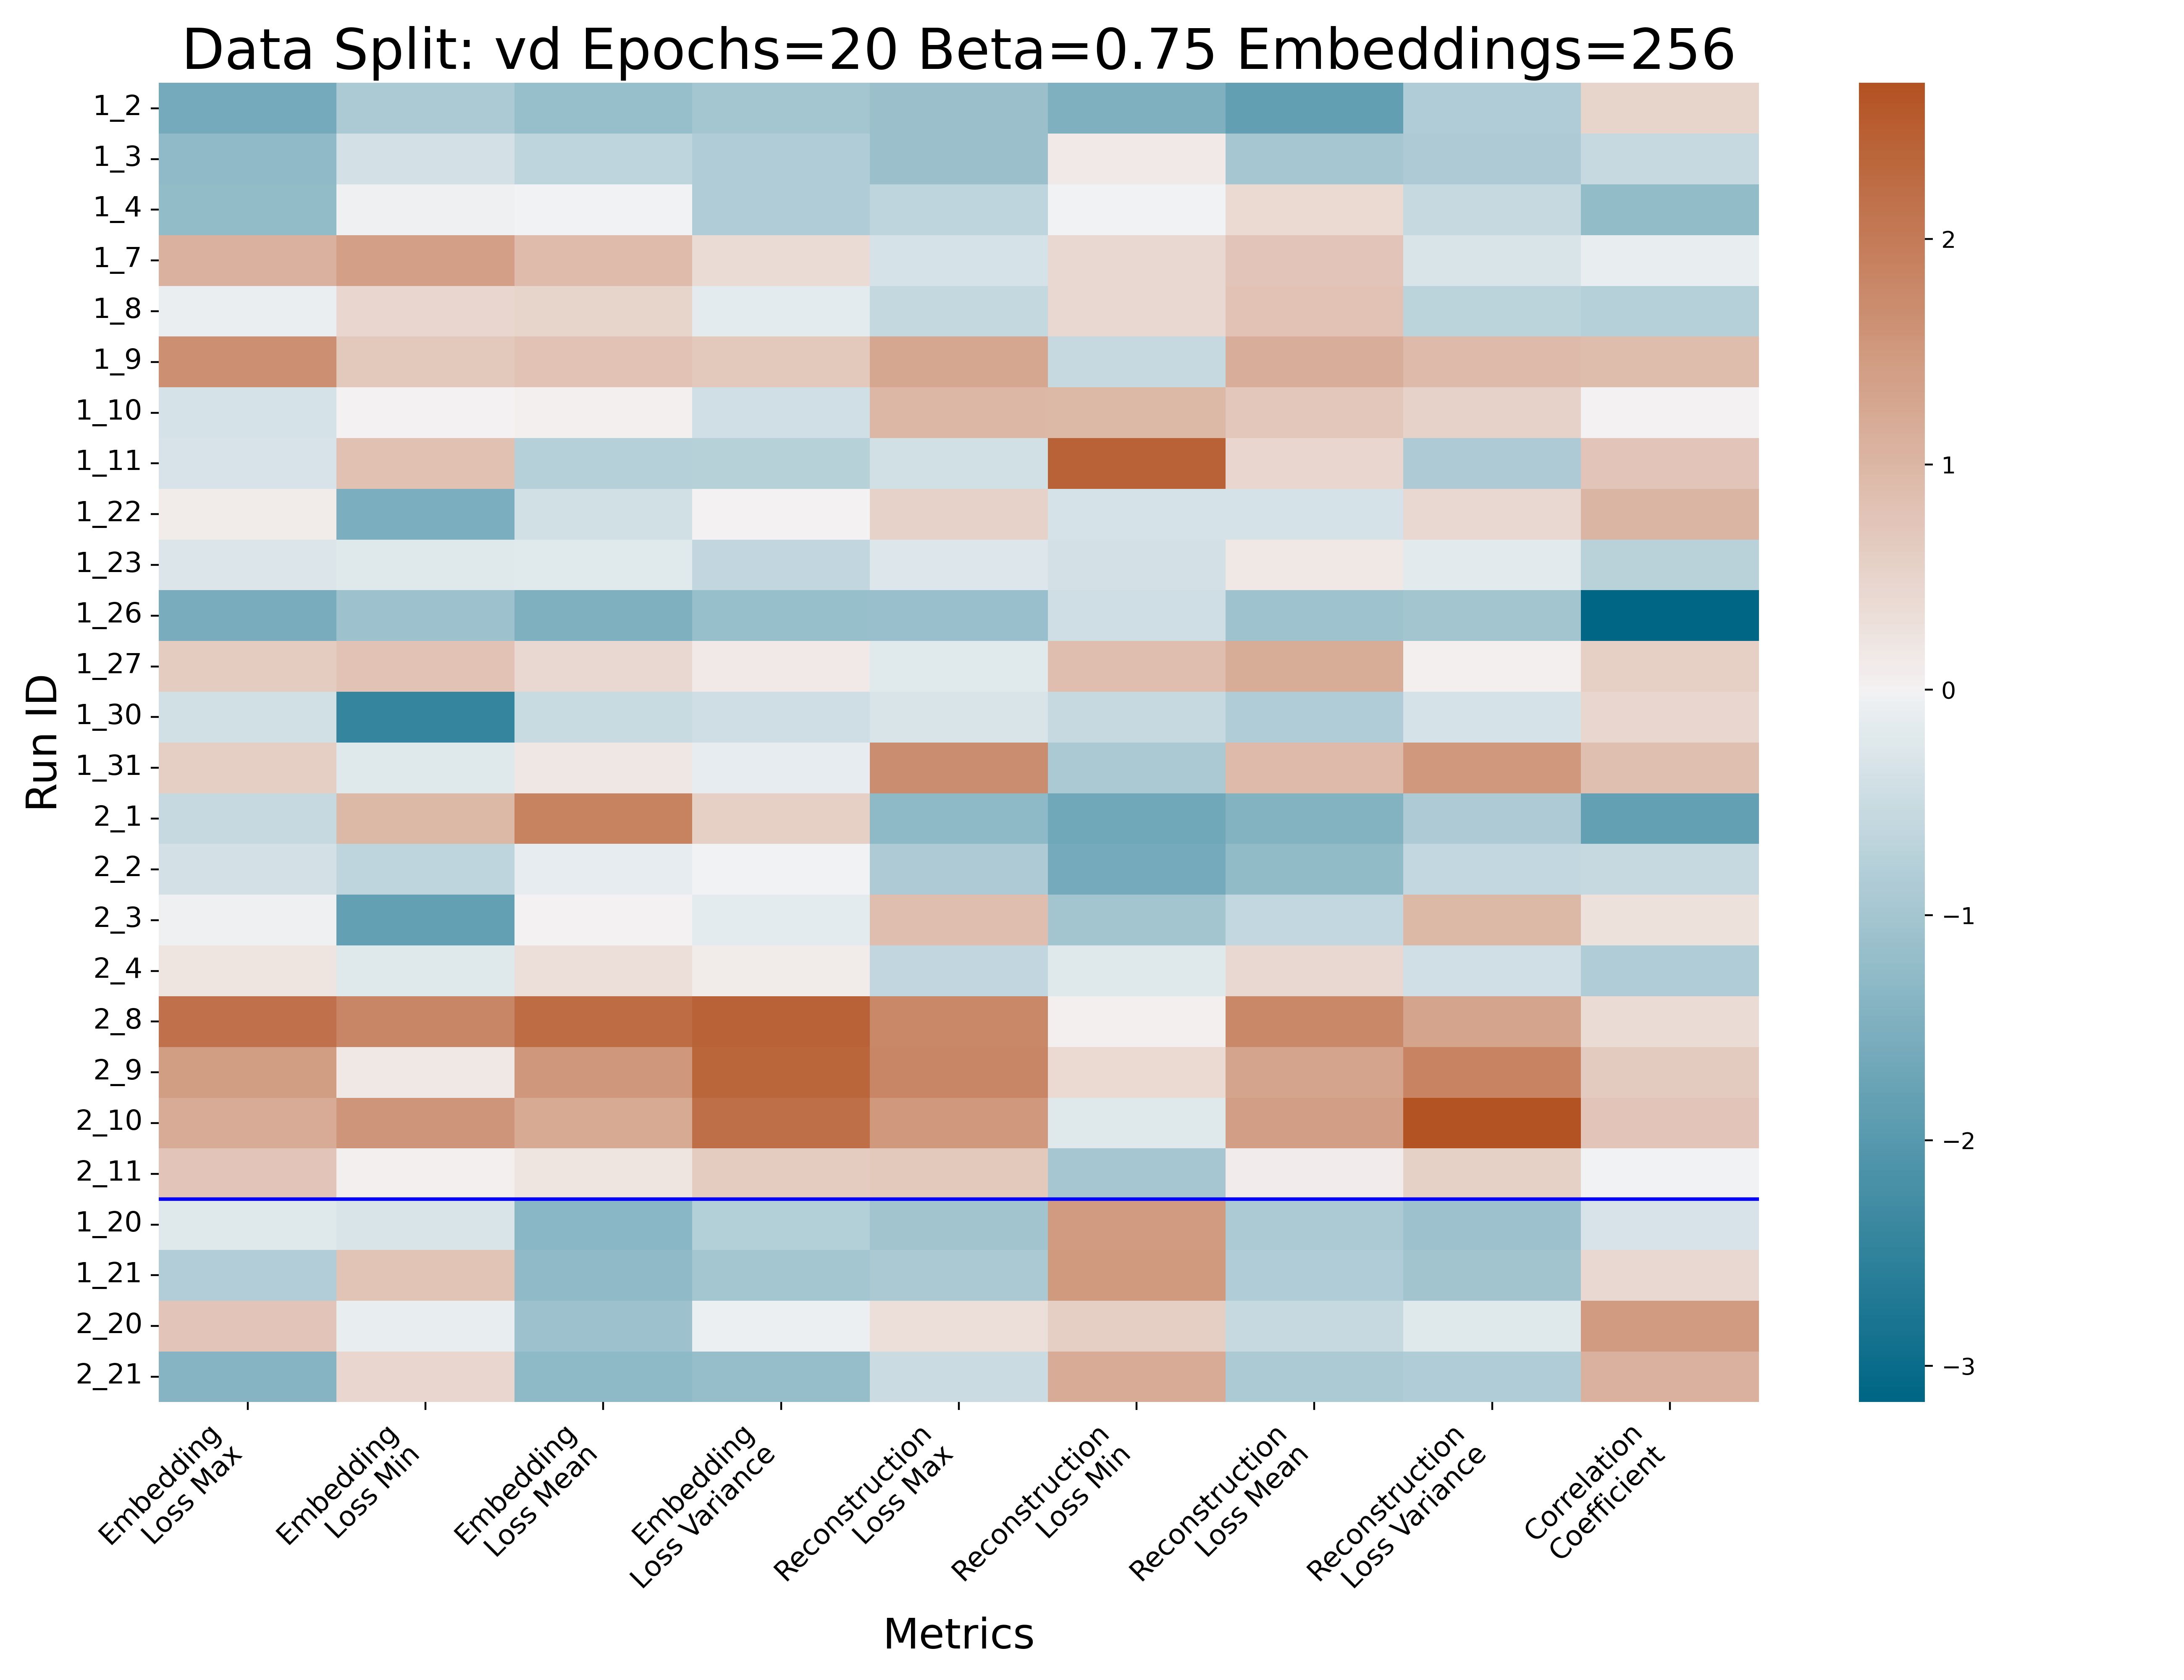 Data Split: vd Epochs=20 Beta=0.75 Embeddings=256
Run ID
1_2
1_3
1_4
1_7
1_8
1_9
1_10
1_11
1_22
1_23
1_26
1_27
1_30
1_31
2_1
2_2
2_3
2_4
2_8
2_9
2_10
2_11
1_20
1_21
2_20
2_21
2
1
0
−1
−2
−3
Embedding
Loss Max
Embedding
Loss Min
Embedding
Loss Mean
Embedding
Loss Variance
Reconstruction
Loss Max
Reconstruction
Loss Min
Reconstruction
Loss Mean
Reconstruction
Loss Variance
Correlation
Coefficient
Metrics